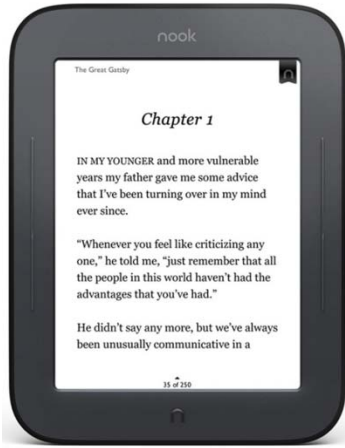 nook
The Great Gatsby
Chapter 1
IN MY YOUNGER and more vulnerable
years my father gave me some advice
that I've been turning over in my mind
ever since.
“Whenever you feel like criticizing any
one,” he told me, “just remember that all
the people in this world haven't had the
advantages that you've had.”
He didn't say any more, but we've always
been unusually communicative in a
35 of 250